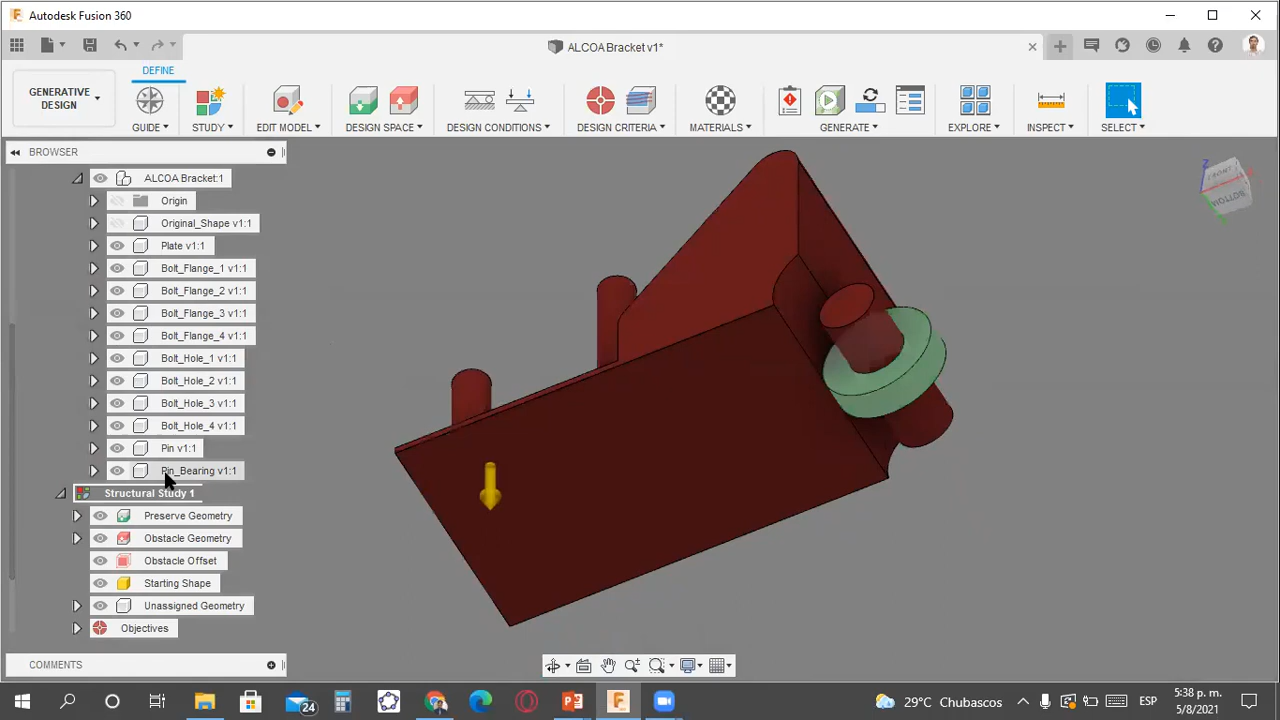 Autodesk Fusion 360
ALCOA Bracket v1*
DEFINE
GENERATIVE
DESIGN
GUIDE
STUDY
EDIT MODEL
DESIGN SPACE
DESIGN CONDITIONS
DESIGN CRITERIA
MATERIALS
GENERATE
EXPLORE
INSPECT
SELECT
BROWSER
ALCOA Bracket:1
Origin
Original_Shape v1:1
Plate v1:1
Bolt_Flange_1 v1:1
Bolt_Flange_2 v1:1
Bolt_Flange_3 v1:1
Bolt_Flange_4 v1:1
Bolt_Hole_1 v1:1
Bolt_Hole_2 v1:1
Bolt_Hole_3 v1:1
Bolt_Hole_4 v1:1
Pin v1:1
Pin_Bearing v1:1
Structural Study 1
Preserve Geometry
Obstacle Geometry
Obstacle Offset
Starting Shape
Unassigned Geometry
Objectives
COMMENTS
Z
FRONT
BOTTOM
24
29°C Chubascos
ESP
5:38 p. m.
5/8/2021